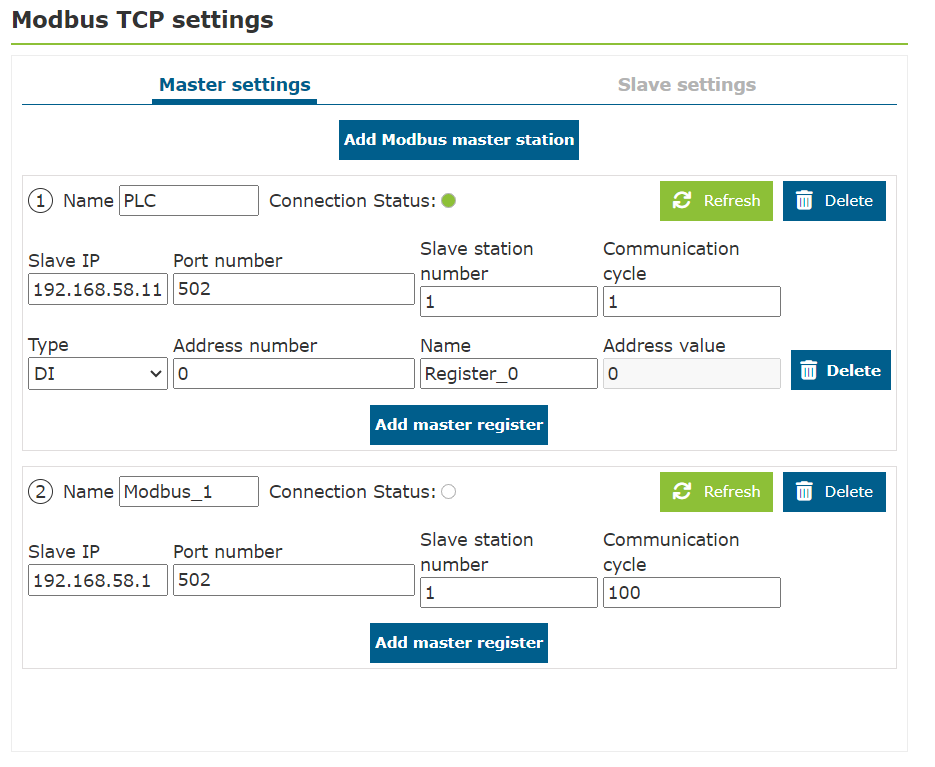 Modbus TCP settings
Master settings Slave settings
Add Modbus master station
1 Name PLC Connection Status: Refresh Delete
Slave IP Port number Slave station number Communication cycle
192.168.58.11 502 1 1
Type Address number Name Address value
DI 0 Register_0 0 Delete
Add master register
2 Name Modbus_1 Connection Status: Refresh Delete
Slave IP Port number Slave station number Communication cycle
192.168.58.1 502 1 100
Add master register